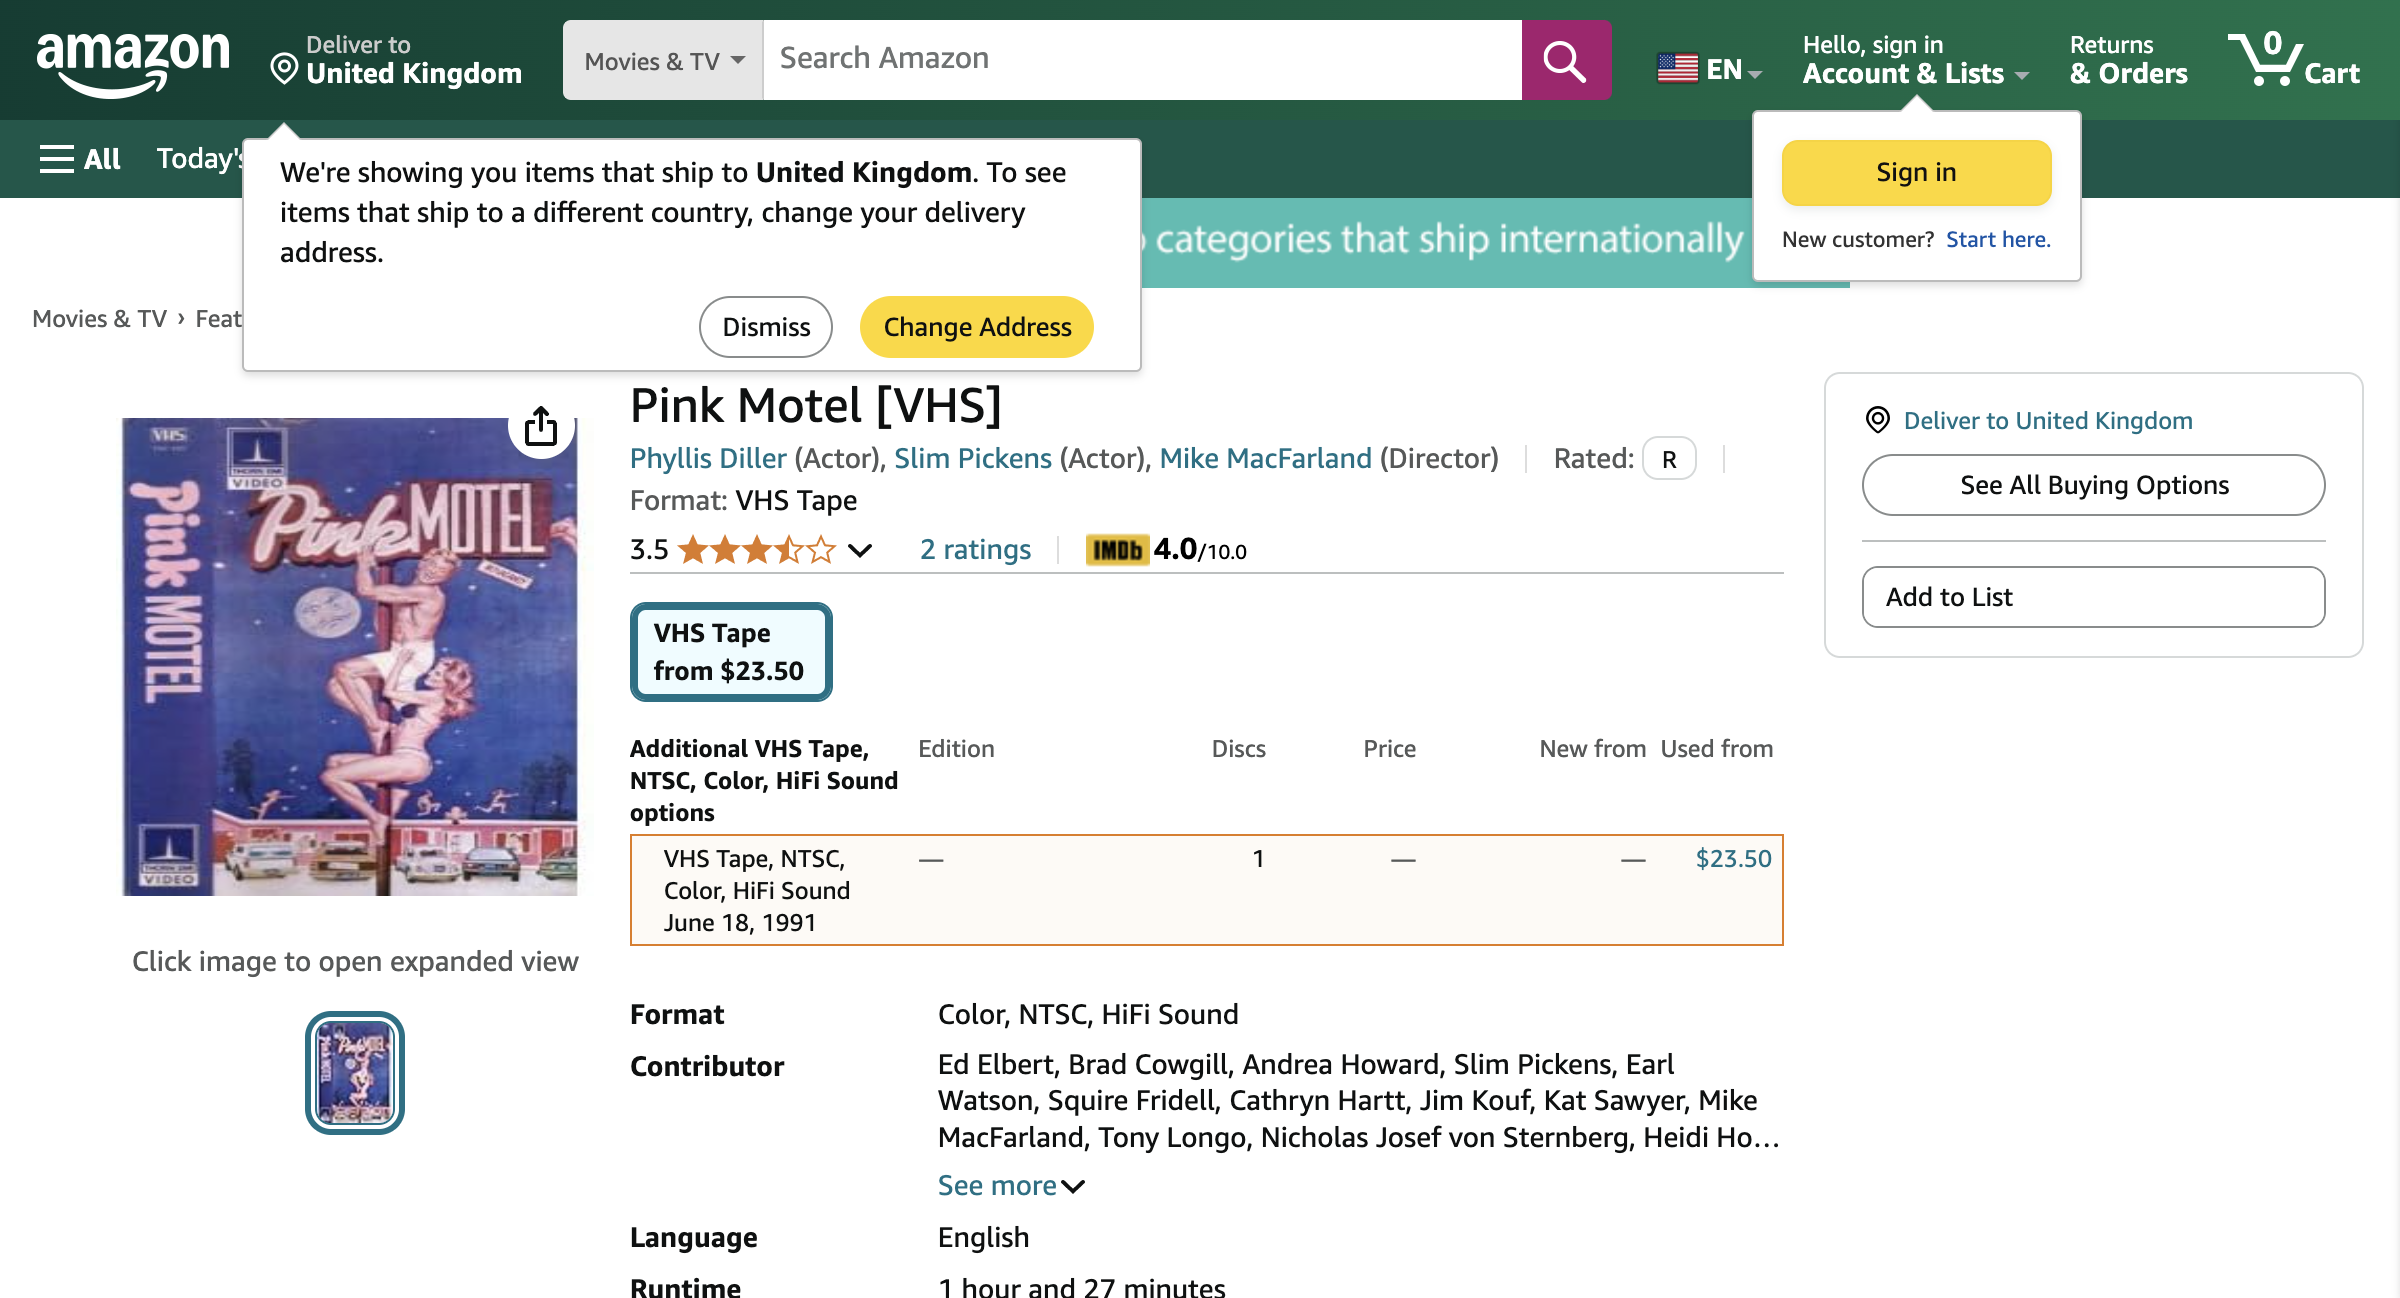 amazon
Deliver to
United Kingdom
Movies & TV
Search Amazon
EN
Hello, sign in
Account & Lists
Returns
& Orders
0
Cart
All
Today's
We're showing you items that ship to United Kingdom. To see
items that ship to a different country, change your delivery
address.
Dismiss
Change Address
categories that ship internationally
Sign in
New customer? Start here.
Movies & TV › Feat
VHS
THORN EMI
VIDEO
Pink MOTEL
Pink MOTEL
THORN EMI
VIDEO
Click image to open expanded view
Pink Motel [VHS]
Phyllis Diller (Actor), Slim Pickens (Actor), Mike MacFarland (Director)
Rated: R
Format: VHS Tape
3.5
2 ratings
IMDb 4.0/10.0
VHS Tape
from $23.50
Additional VHS Tape,
NTSC, Color, HiFi Sound
options
Edition
Discs
Price
New from
Used from
VHS Tape, NTSC,
Color, HiFi Sound
June 18, 1991
—
1
—
—
$23.50
Format
Color, NTSC, HiFi Sound
Contributor
Ed Elbert, Brad Cowgill, Andrea Howard, Slim Pickens, Earl
Watson, Squire Fridell, Cathryn Hartt, Jim Kouf, Kat Sawyer, Mike
MacFarland, Tony Longo, Nicholas Josef von Sternberg, Heidi Ho…
See more
Language
English
Runtime
1 hour and 27 minutes
Deliver to United Kingdom
See All Buying Options
Add to List